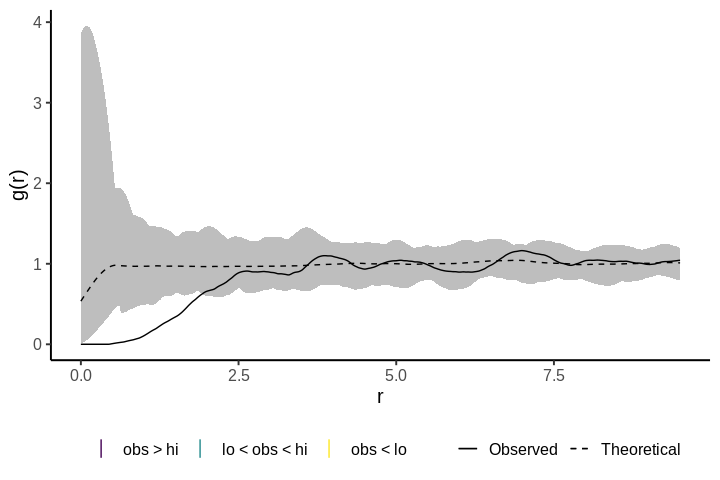 4
3
2
1
0
g(r)
0.0 2.5 5.0 7.5
r
obs > hi lo < obs < hi obs < lo Observed Theoretical